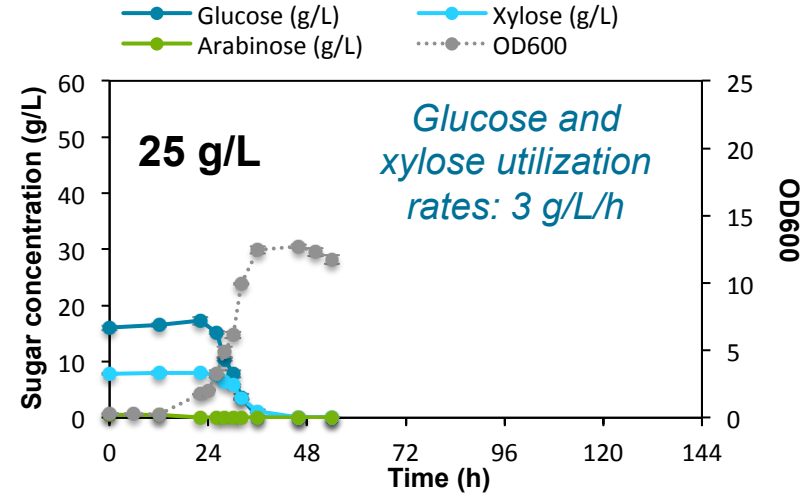 Glucose (g/L) Xylose (g/L)
Arabinose (g/L) OD600
Sugar concentration (g/L)
60
50
40
30
20
10
0
25 g/L
Glucose and
xylose utilization
rates: 3 g/L/h
25
20
15
10
5
0
OD600
0 24 48 72 96 120 144
Time (h)